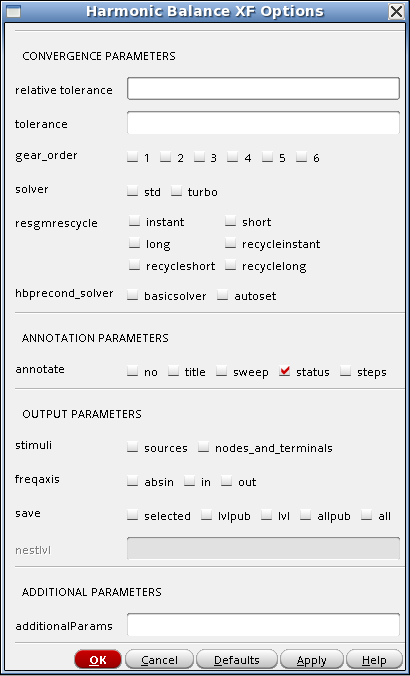 Harmonic Balance XF Options
CONVERGENCE PARAMETERS
relative tolerance
tolerance
gear_order 1 2 3 4 5 6
solver std turbo
resgmrescycle instant short
long recycleinstant
recycleshort recyclelong
hbprecond_solver basicsolver autoset
ANNOTATION PARAMETERS
annotate no title sweep status steps
OUTPUT PARAMETERS
stimuli sources nodes_and_terminals
freqaxis absin in out
save selected lvlpub lvl allpub all
nestlvl
ADDITIONAL PARAMETERS
additionalParams
OK Cancel Defaults Apply Help